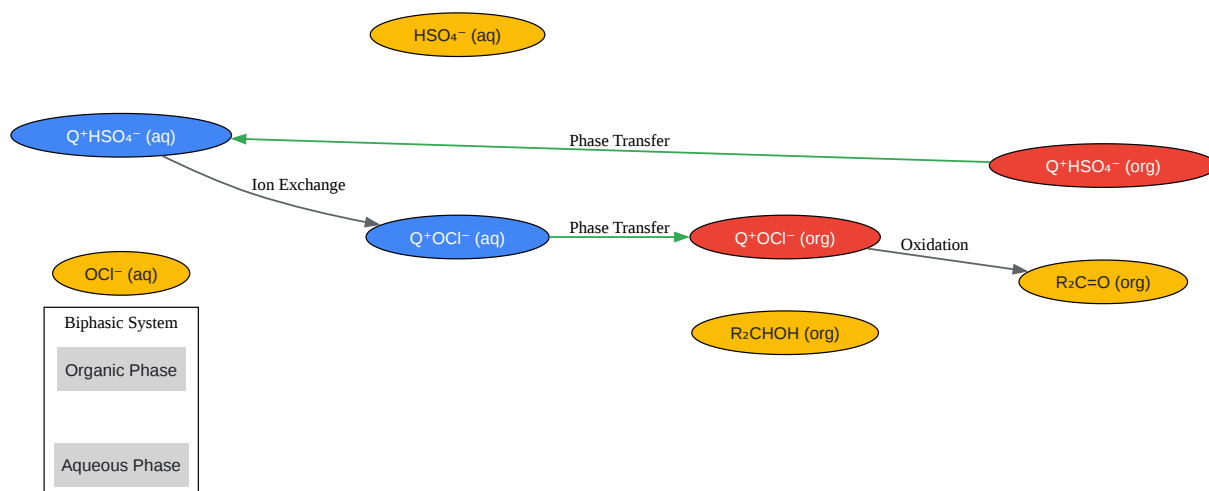 HSO₄⁻ (aq)
Q⁺HSO₄⁻ (aq)
Phase Transfer
Q⁺HSO₄⁻ (org)
Ion Exchange
Q⁺OCl⁻ (aq)
Phase Transfer
Q⁺OCl⁻ (org)
Oxidation
OCl⁻ (aq)
R₂C=O (org)
Biphasic System
R₂CHOH (org)
Organic Phase
Aqueous Phase